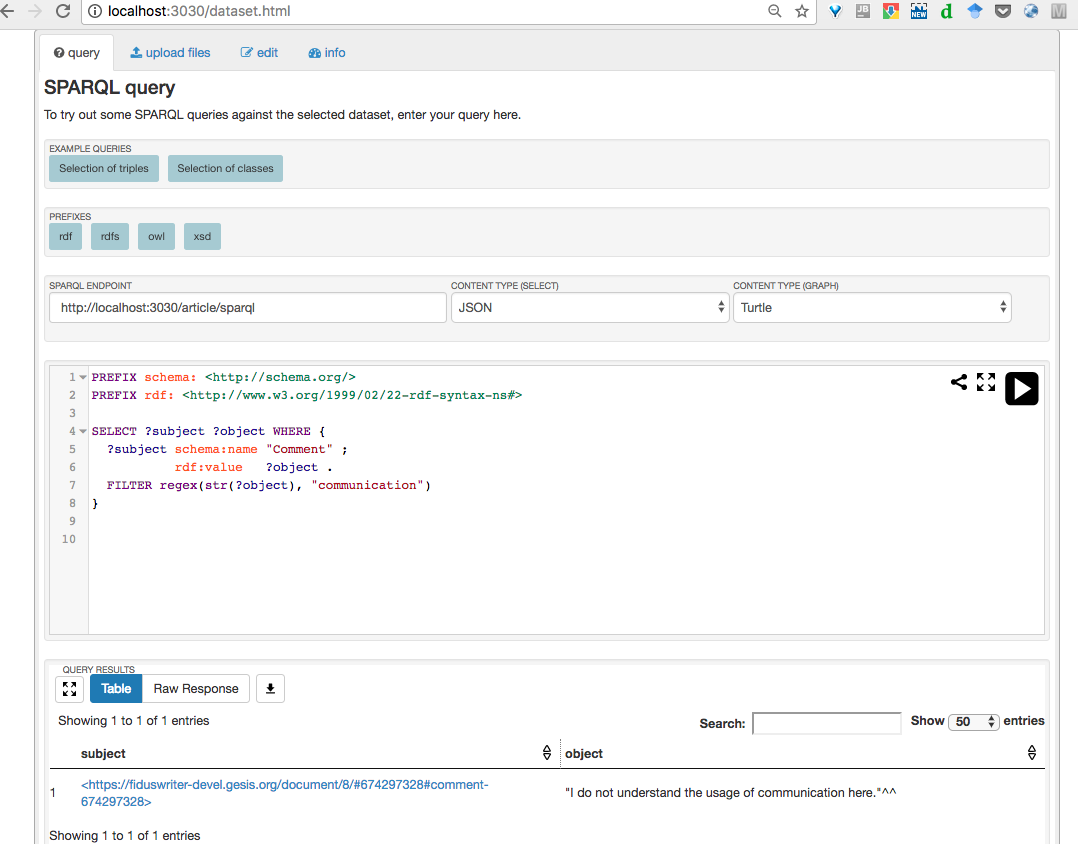 localhost:3030/dataset.html
JB
NEW
d
M
query upload files edit info
SPARQL query
To try out some SPARQL queries against the selected dataset, enter your query here.
EXAMPLE QUERIES
Selection of triples Selection of classes
PREFIXES
rdf rdfs owl xsd
SPARQL ENDPOINT CONTENT TYPE (SELECT) CONTENT TYPE (GRAPH)
http://localhost:3030/article/sparql JSON Turtle
1 PREFIX schema: <http://schema.org/>
2 PREFIX rdf: <http://www.w3.org/1999/02/22-rdf-syntax-ns#>
3
4 SELECT ?subject ?object WHERE {
5 ?subject schema:name "Comment" ;
6 rdf:value ?object .
7 FILTER regex(str(?object), "communication")
8 }
9
10
QUERY RESULTS
Table Raw Response
Showing 1 to 1 of 1 entries Search: Show 50 entries
subject object
1 <https://fiduswriter-devel.gesis.org/document/8/#674297328#comment-
674297328> "I do not understand the usage of communication here."^^
Showing 1 to 1 of 1 entries